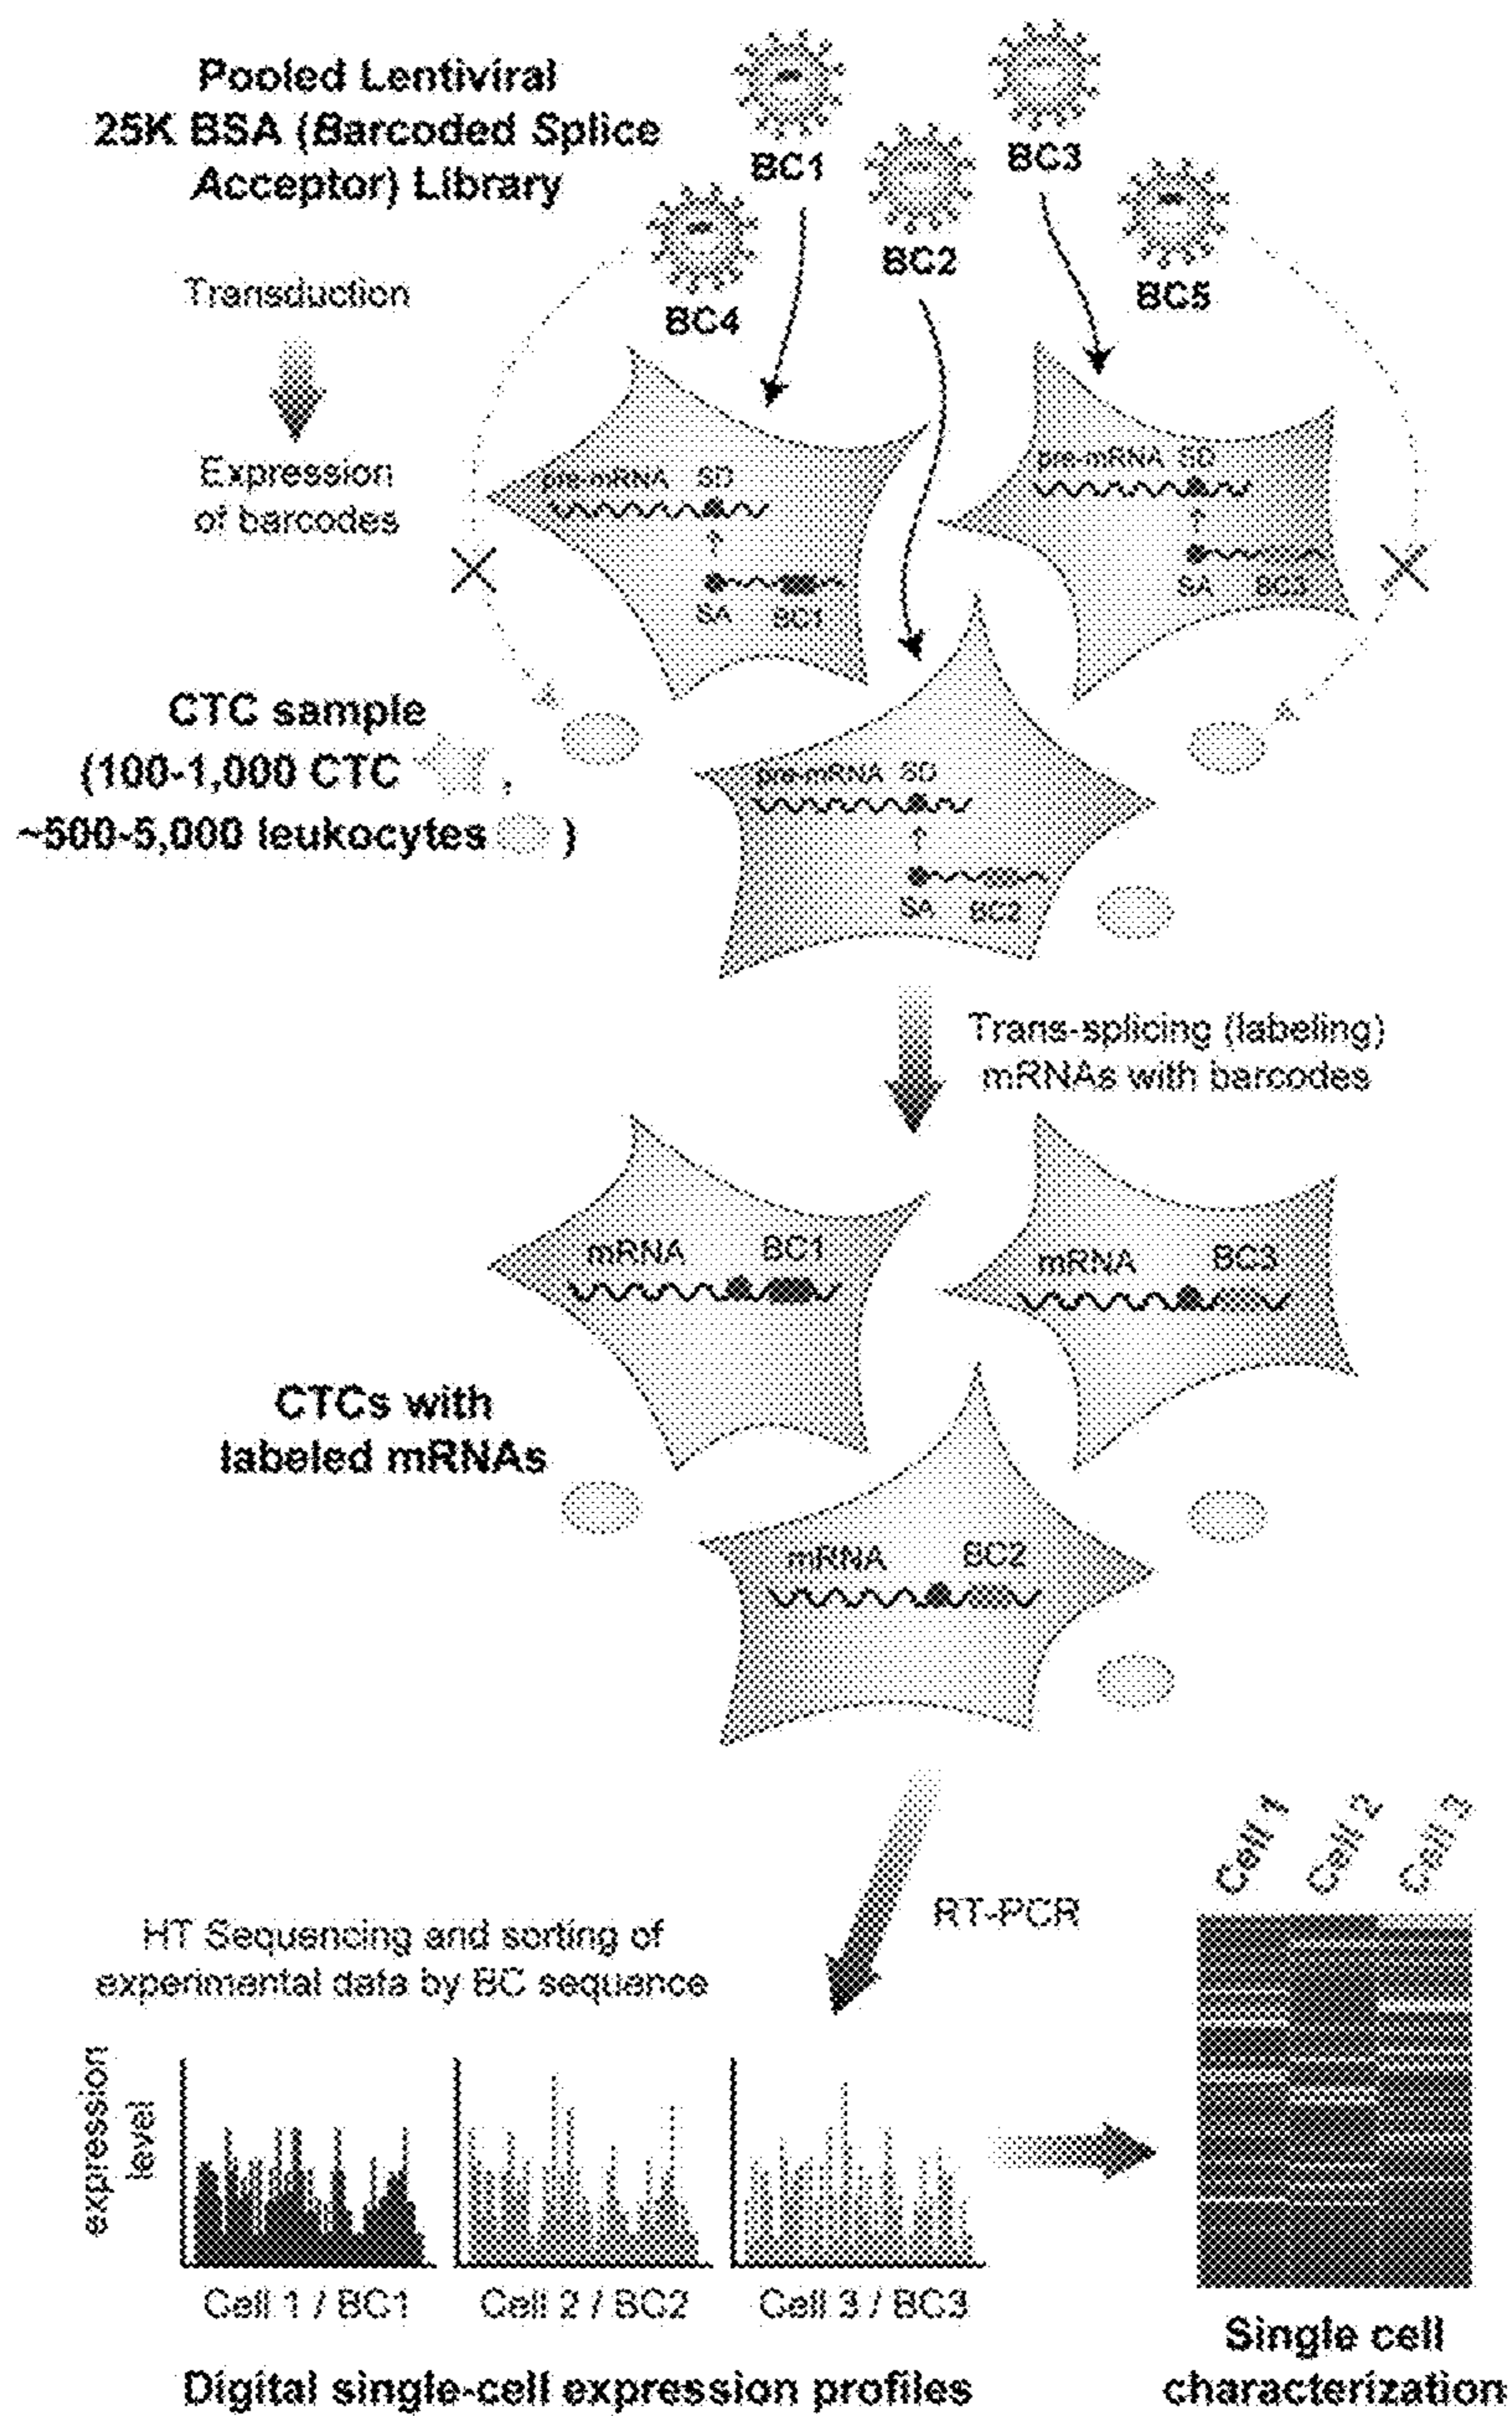 Pooled Lentiviral
25K BSA (Barcoded Splice
Acceptor) Library
BC1
BC3
BC2
BC5
BC4
Transduction
Expression
of barcodes
pre-mRNA SD
SA BC1
pre-mRNA SD
SA BC3
CTC sample
(100-1,000 CTC ,
~500-5,000 leukocytes )
pre-mRNA SD
SA BC2
Trans-splicing (labeling)
mRNAs with barcodes
mRNA BC1
mRNA BC3
CTCs with
labeled mRNAs
mRNA BC2
RT-PCR
Cell 1
Cell 2
Cell 3
HT Sequencing and sorting of
experimental data by BC sequence
expression
level
Cell 1 / BC1
Cell 2 / BC2
Cell 3 / BC3
Digital single-cell expression profiles
Single cell
characterization